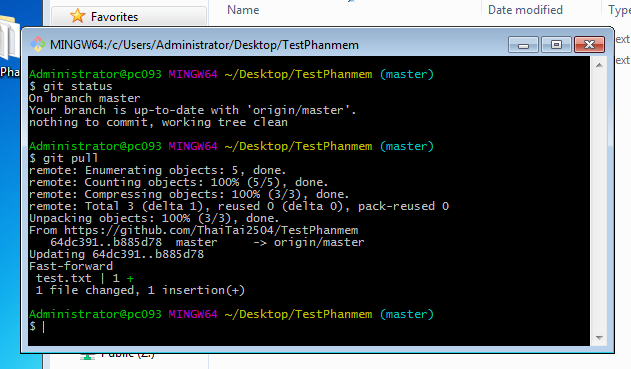 Favorites
Name
Date modified
Type
MINGW64:/c/Users/Administrator/Desktop/TestPhanmem
Administrator@pc093 MINGW64 ~/Desktop/TestPhanmem (master)
$ git status
On branch master
Your branch is up-to-date with 'origin/master'.
nothing to commit, working tree clean
Administrator@pc093 MINGW64 ~/Desktop/TestPhanmem (master)
$ git pull
remote: Enumerating objects: 5, done.
remote: Counting objects: 100% (5/5), done.
remote: Compressing objects: 100% (3/3), done.
remote: Total 3 (delta 1), reused 0 (delta 0), pack-reused 0
Unpacking objects: 100% (3/3), done.
From https://github.com/ThaiTai2504/TestPhanmem
64dc391..b885d78  master     -> origin/master
Updating 64dc391..b885d78
Fast-forward
test.txt | 1 +
1 file changed, 1 insertion(+)
Administrator@pc093 MINGW64 ~/Desktop/TestPhanmem (master)
$
Public (Z:)